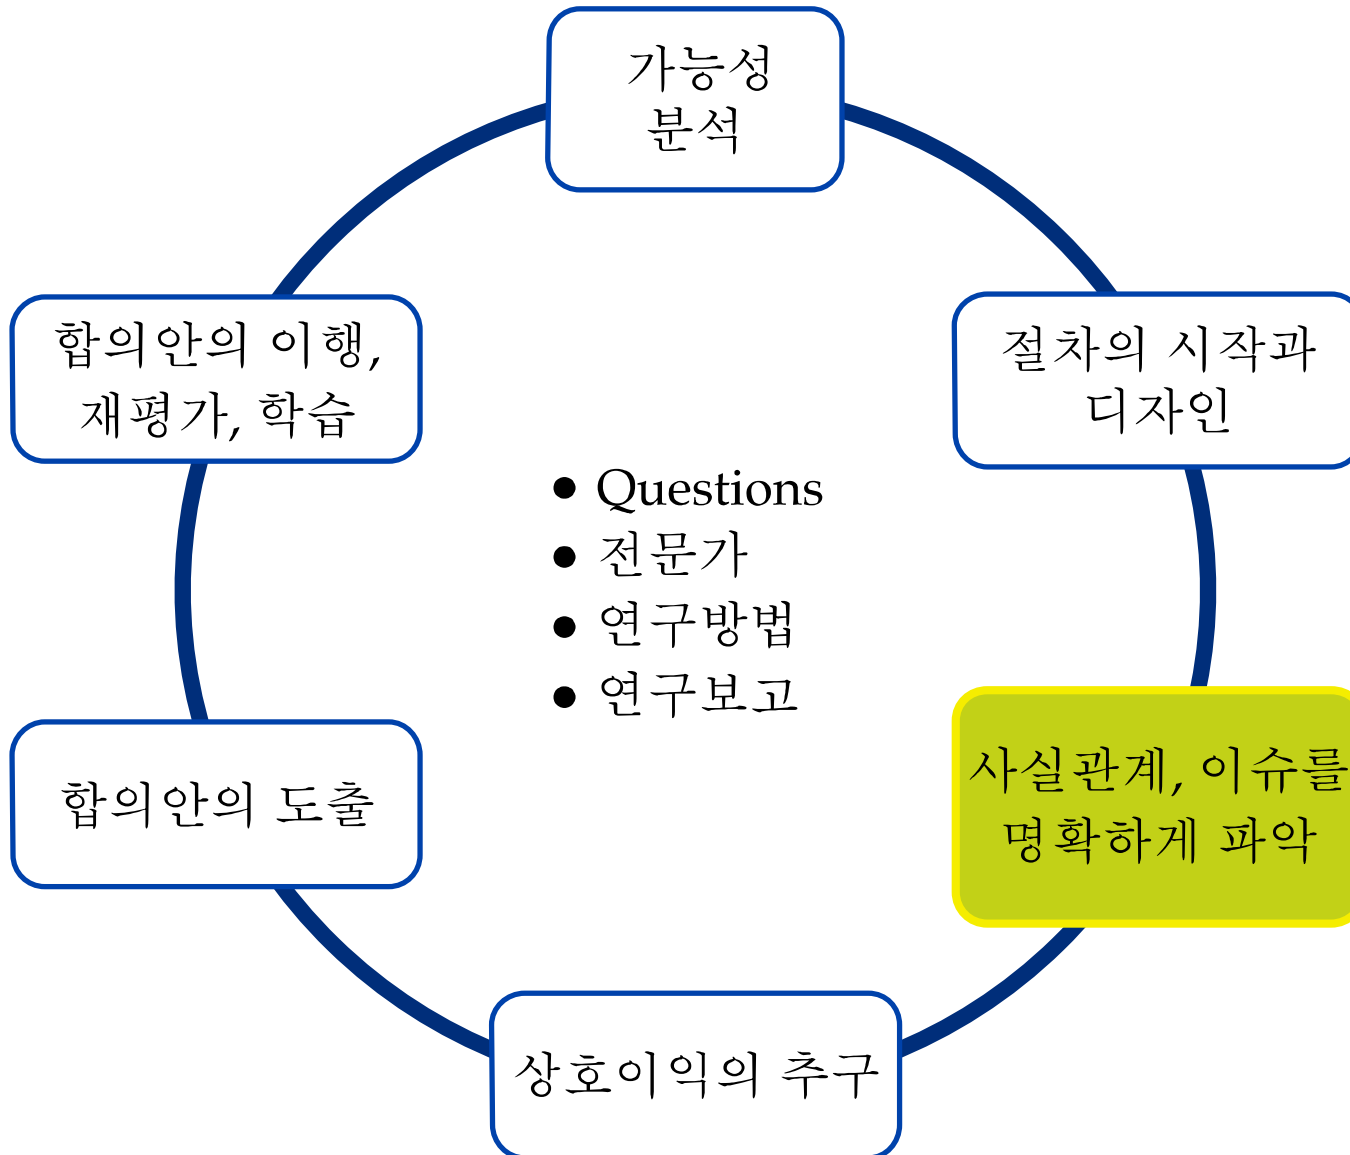 가능성
분석
절차의 시작과
디자인
사실관계, 이슈를
명확하게 파악
상호이익의 추구
합의안의 도출
합의안의 이행,
재평가, 학습
• Questions
• 전문가
• 연구방법
• 연구보고